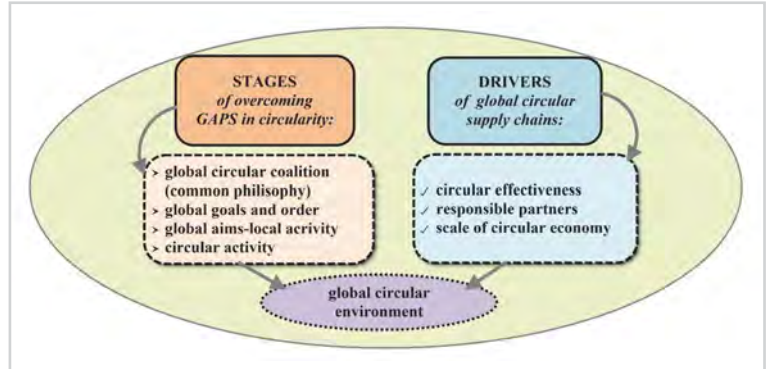 STAGES
of overcoming
GAPS in circularity:
DRIVERS
of global circular
supply chains:
➢ global circular coalition
(common philisophy)
➢ global goals and order
➢ global aims-local acrivity
➢ circular activity
✓ circular effectiveness
✓ responsible partners
✓ scale of circular economy
global circular
environment